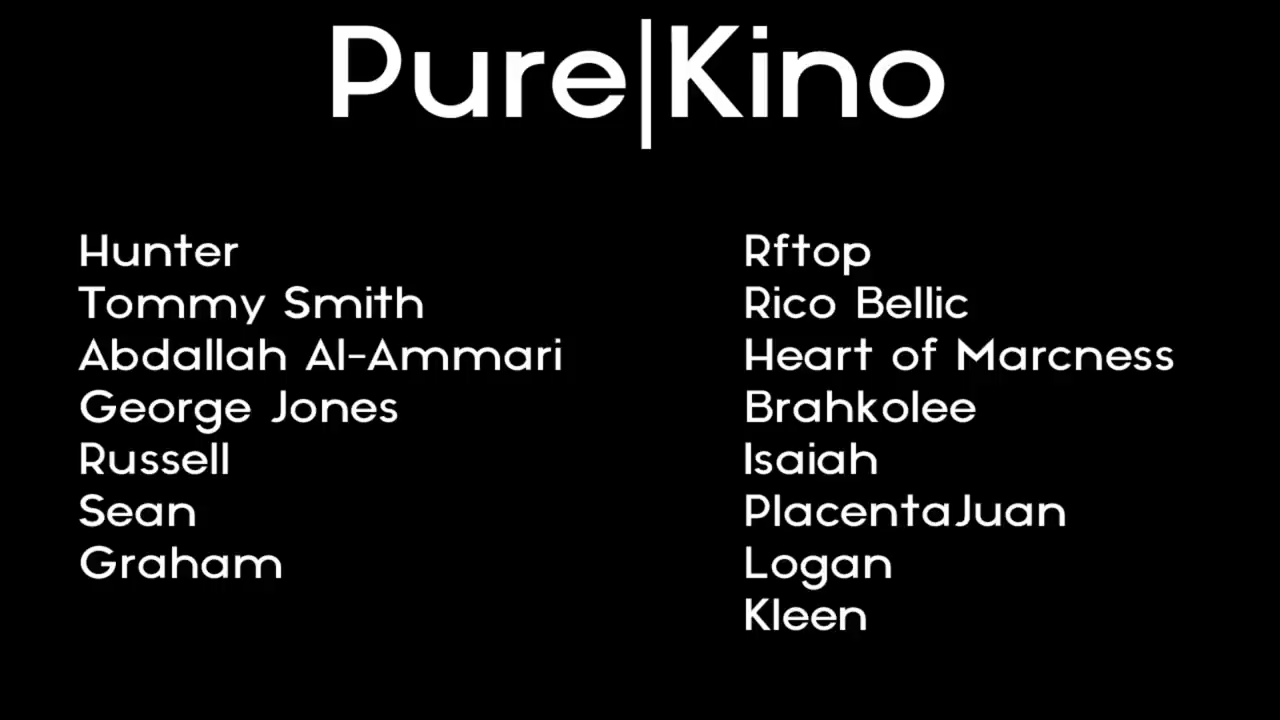 Pure|Kino
Hunter
Tommy Smith
Abdallah Al-Ammari
George Jones
Russell
Sean
Graham
Rftop
Rico Bellic
Heart of Marcness
Brahkolee
Isaiah
PlacentaJuan
Logan
Kleen